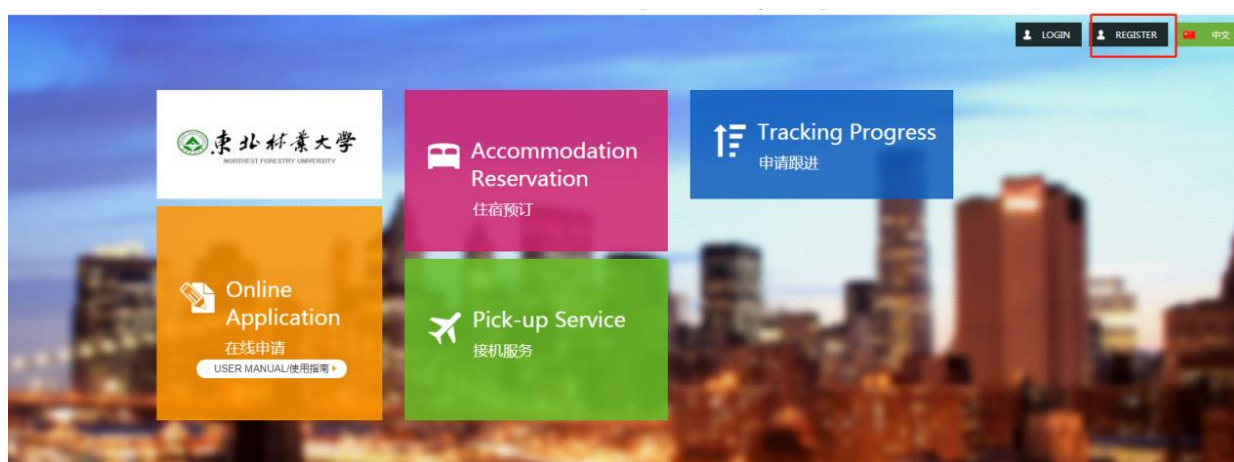 LOGIN
REGISTER
中文
東北林業大學
NORTHEST FORESTRY UNIVERSITY
Accommodation
Reservation
住宿预订
Tracking Progress
申请跟进
Online
Application
在线申请
USER MANUAL/使用指南
Pick-up Service
接机服务